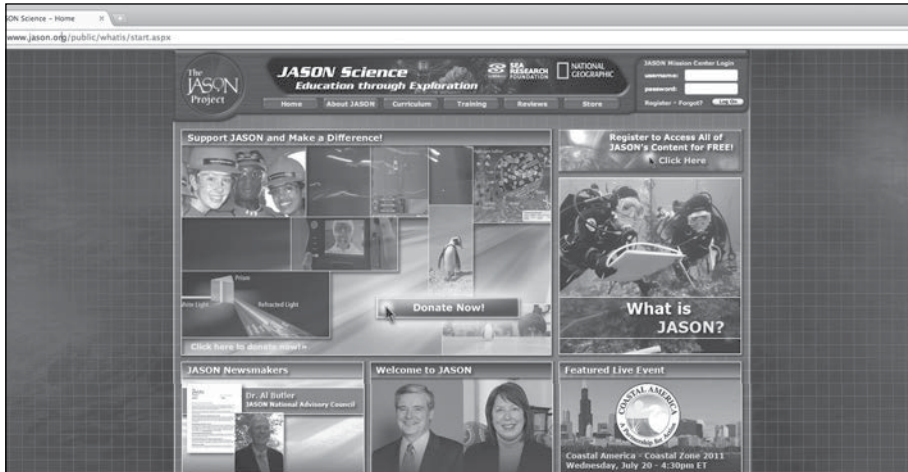 SON Science – Home
www.jason.org/public/whatis/start.aspx
The
JASON
Project
JASON Science
Education through Exploration
SEA
RESEARCH
FOUNDATION
NATIONAL
GEOGRAPHIC
JASON Mission Center Login
username:
password:
Register – Forgot?
Log On
Home
About JASON
Curriculum
Training
Reviews
Store
Support JASON and Make a Difference!
Prism
White Light
Refracted Light
Donate Now!
Click here to donate now!»
Register to Access All of
JASON's Content for FREE!
Click Here
What is
JASON?
JASON Newsmakers
Dr. Al Butler
JASON National Advisory Council
Welcome to JASON
Featured Live Event
COASTAL AMERICA
A Partnership for Action
Coastal America - Coastal Zone 2011
Wednesday, July 20 - 4:30pm ET